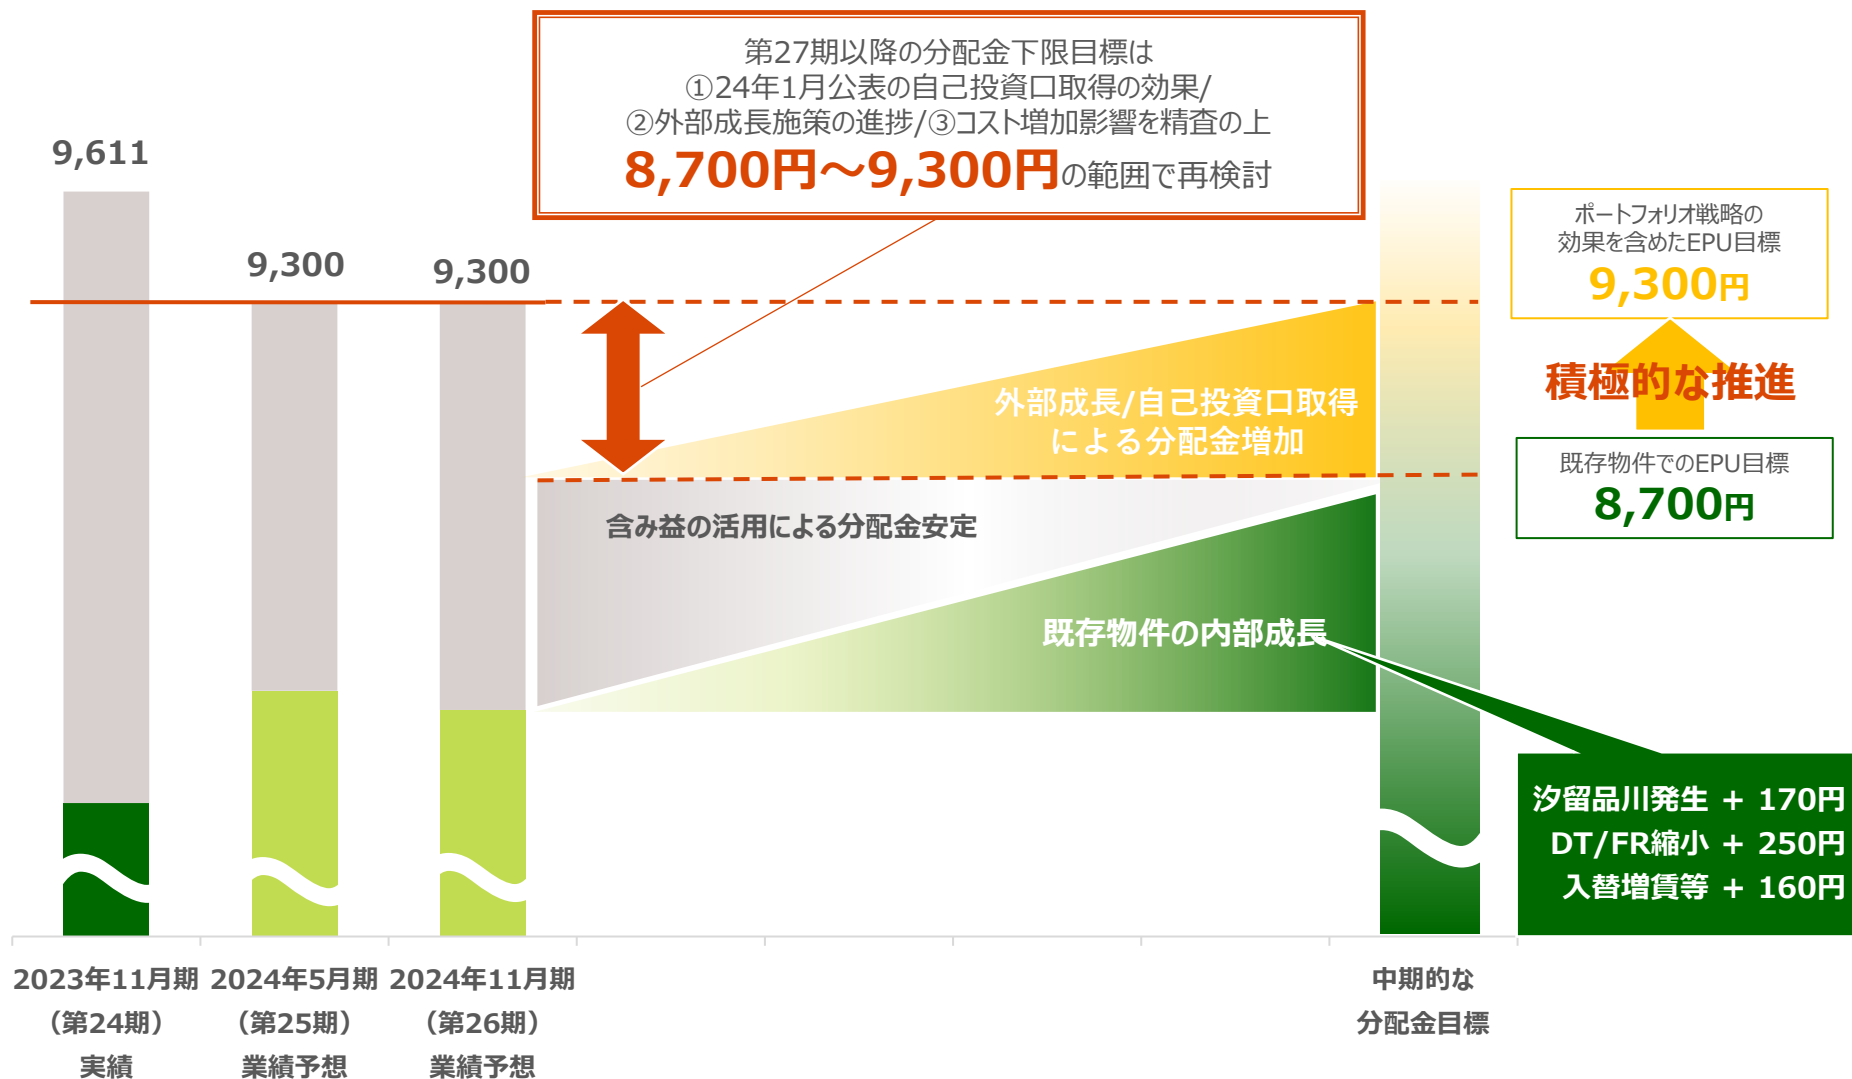 第27期以降の分配金下限目標は
①24年1月公表の自己投資口取得の効果/
②外部成長施策の進捗/③コスト増加影響を精査の上
8,700円～9,300円の範囲で再検討
9,611
9,300
9,300
ポートフォリオ戦略の
効果を含めたEPU目標
9,300円
積極的な推進
既存物件でのEPU目標
8,700円
外部成長/自己投資口取得
による分配金増加
含み益の活用による分配金安定
既存物件の内部成長
汐留品川発生 + 170円
DT/FR縮小 + 250円
入替増賃等 + 160円
2023年11月期
（第24期）
実績
2024年5月期
（第25期）
業績予想
2024年11月期
（第26期）
業績予想
中期的な
分配金目標